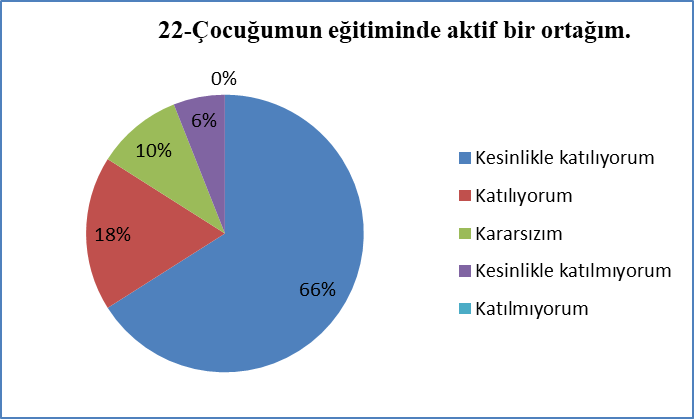 22-Çocuğumun eğitiminde aktif bir ortağım.
0%
6%
10%
18%
66%
Kesinlikle katılıyorum
Katılıyorum
Kararsızım
Kesinlikle katılmıyorum
Katılmıyorum